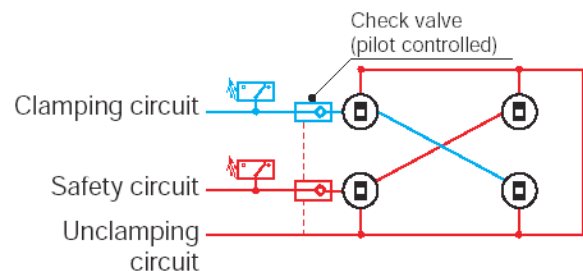 Check valve
(pilot controlled)
Clamping circuit
Safety circuit
Unclamping
circuit